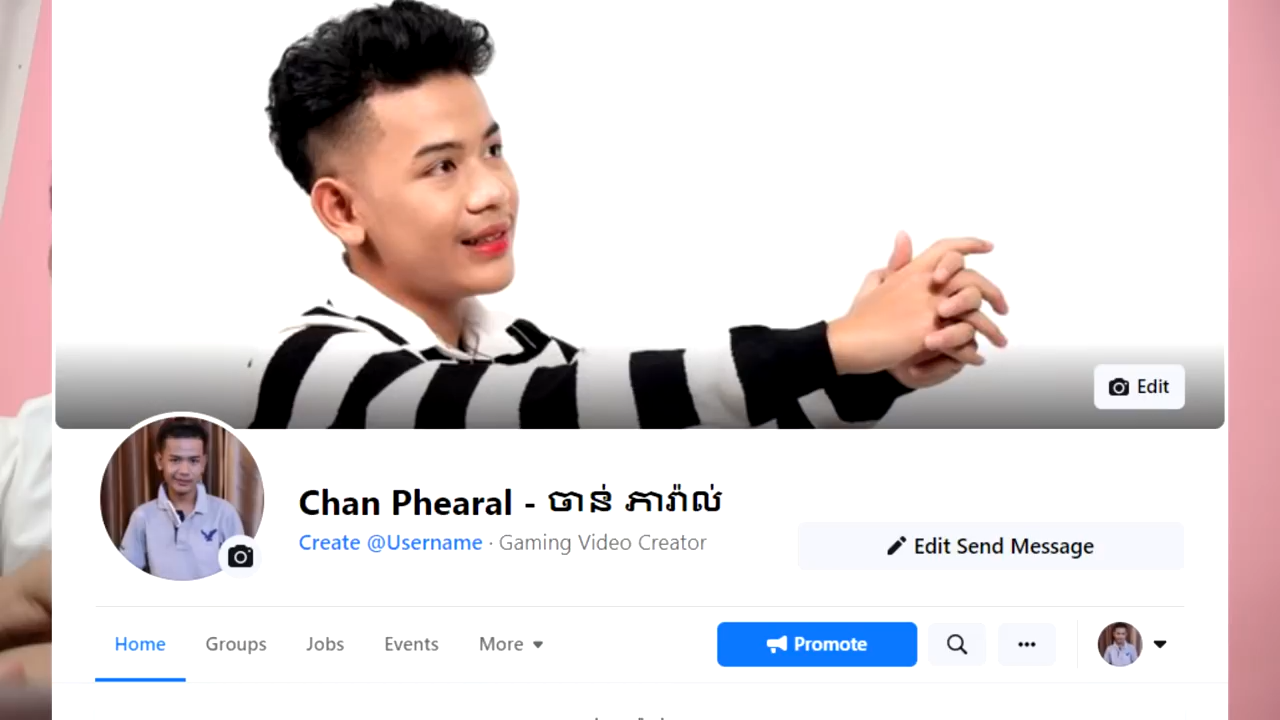 Edit
Chan Phearal - ចាន់ ភារ៉ាល់
Create @Username · Gaming Video Creator
Edit Send Message
Home Groups Jobs Events More Promote